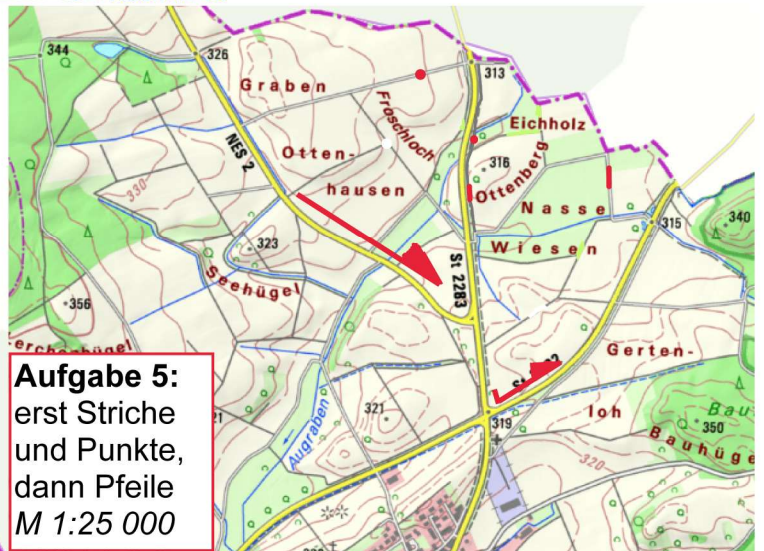 344
326
313
Graben
Froschloch
Eichholz
NES 2
Otten-
hausen
316
Ottenberg
330
Nasse
Wiesen
315
340
323
Seehügel
St 2283
356
Gerten-
loh
321
319
Augraben
350
Bau
Bauhüge
320
Aufgabe 5:
erst Striche
und Punkte,
dann Pfeile
M 1:25 000